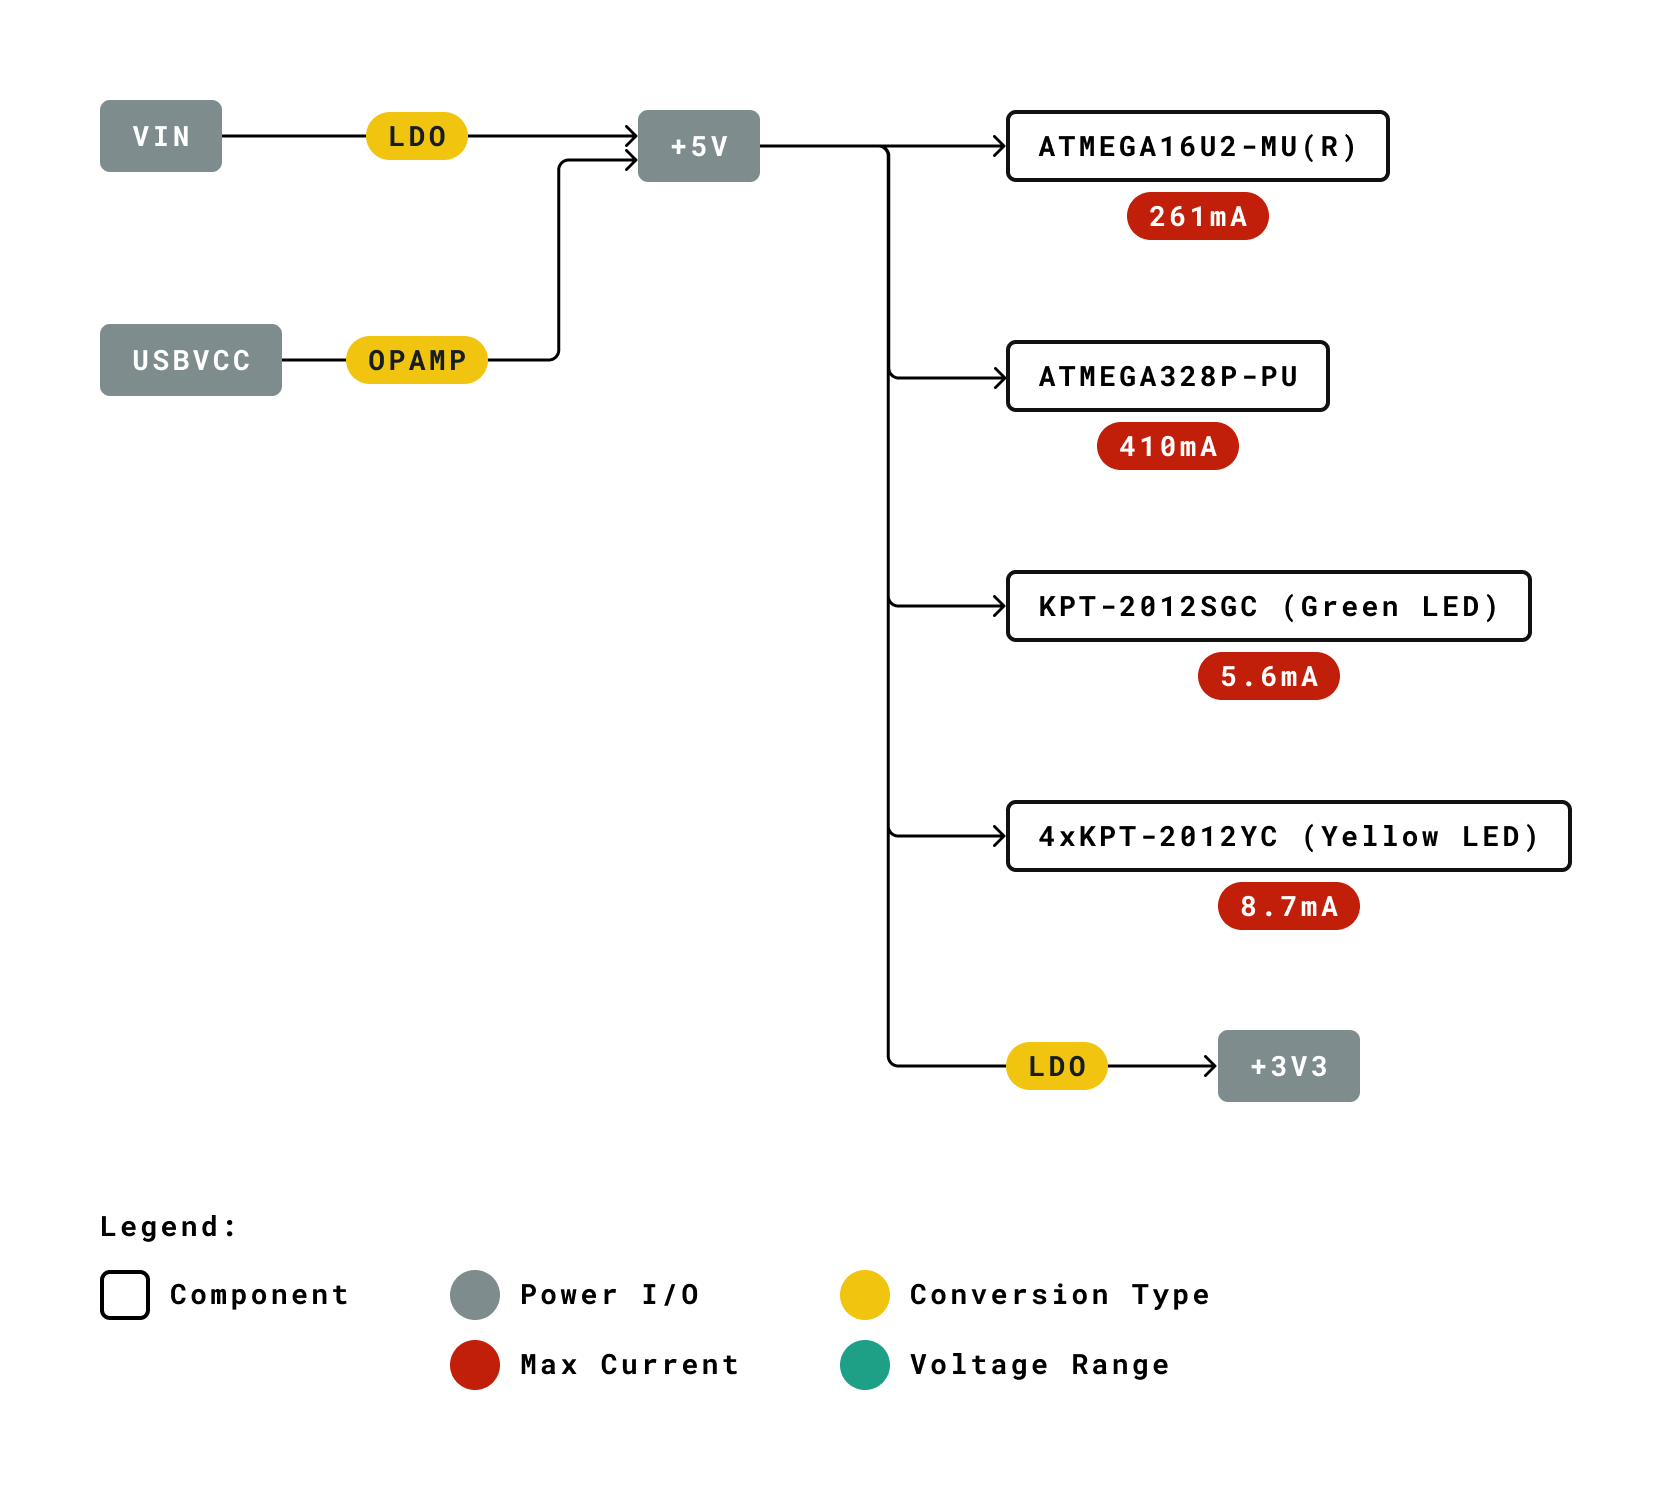 VIN
LDO
+5V
ATMEGA16U2-MU(R)
261mA
USBVCC
OPAMP
ATMEGA328P-PU
410mA
KPT-2012SGC (Green LED)
5.6mA
4xKPT-2012YC (Yellow LED)
8.7mA
LDO
+3V3
Legend:
Component
Power I/O
Conversion Type
Max Current
Voltage Range